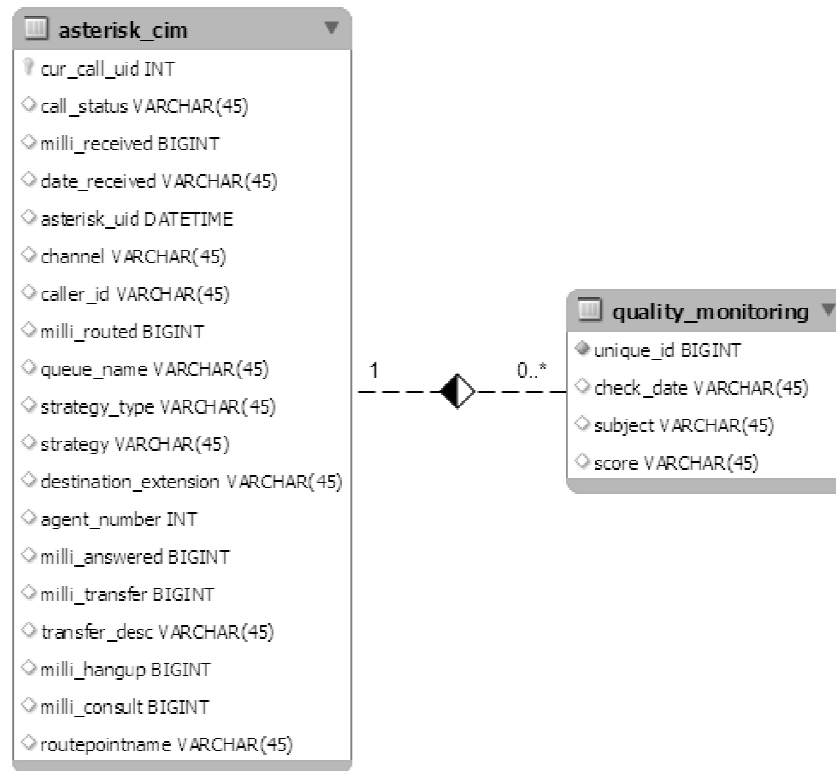 asterisk_cim
cur_call_uid INT
call_status VARCHAR(45)
milli_received BIGINT
date_received VARCHAR(45)
asterisk_uid DATETIME
channel VARCHAR(45)
caller_id VARCHAR(45)
milli_routed BIGINT
queue_name VARCHAR(45)
strategy_type VARCHAR(45)
strategy VARCHAR(45)
destination_extension VARCHAR(45)
agent_number INT
milli_answered BIGINT
milli_transfer BIGINT
transfer_desc VARCHAR(45)
milli_hangup BIGINT
milli_consult BIGINT
routepointname VARCHAR(45)
1
0..*
quality_monitoring
unique_id BIGINT
check_date VARCHAR(45)
subject VARCHAR(45)
score VARCHAR(45)